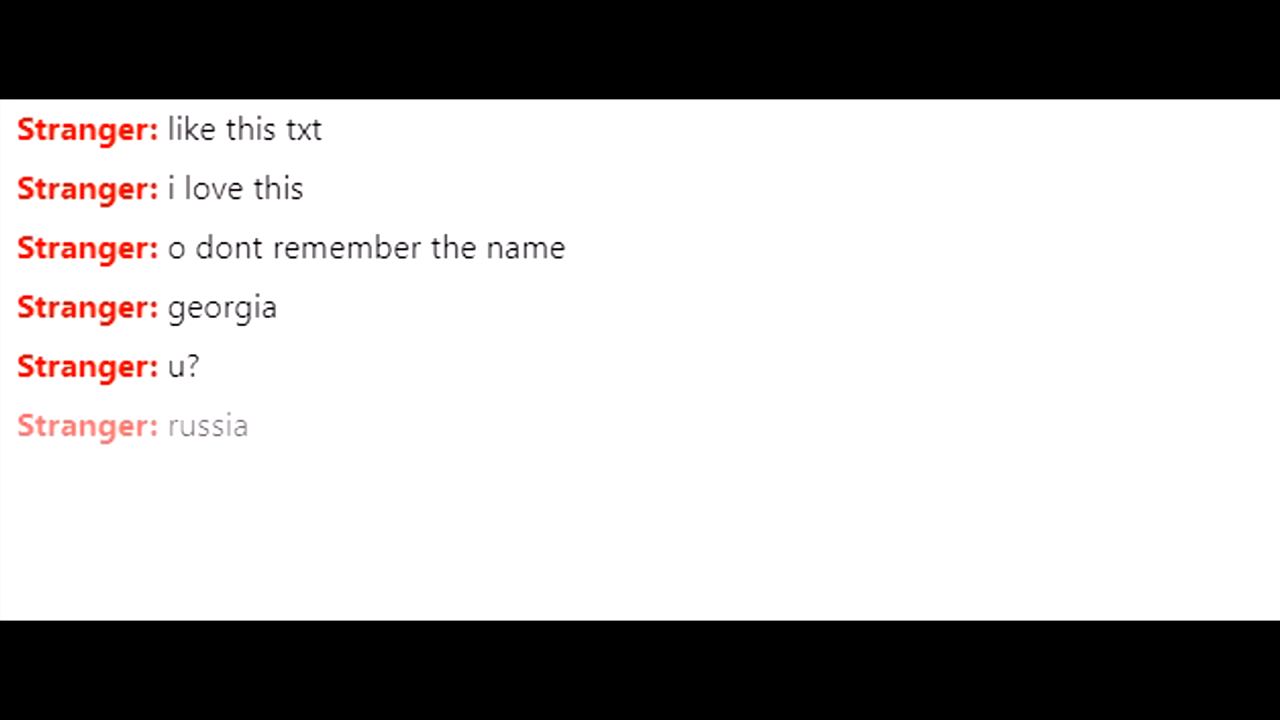 Stranger: like this txt
Stranger: i love this
Stranger: o dont remember the name
Stranger: georgia
Stranger: u?
Stranger: russia